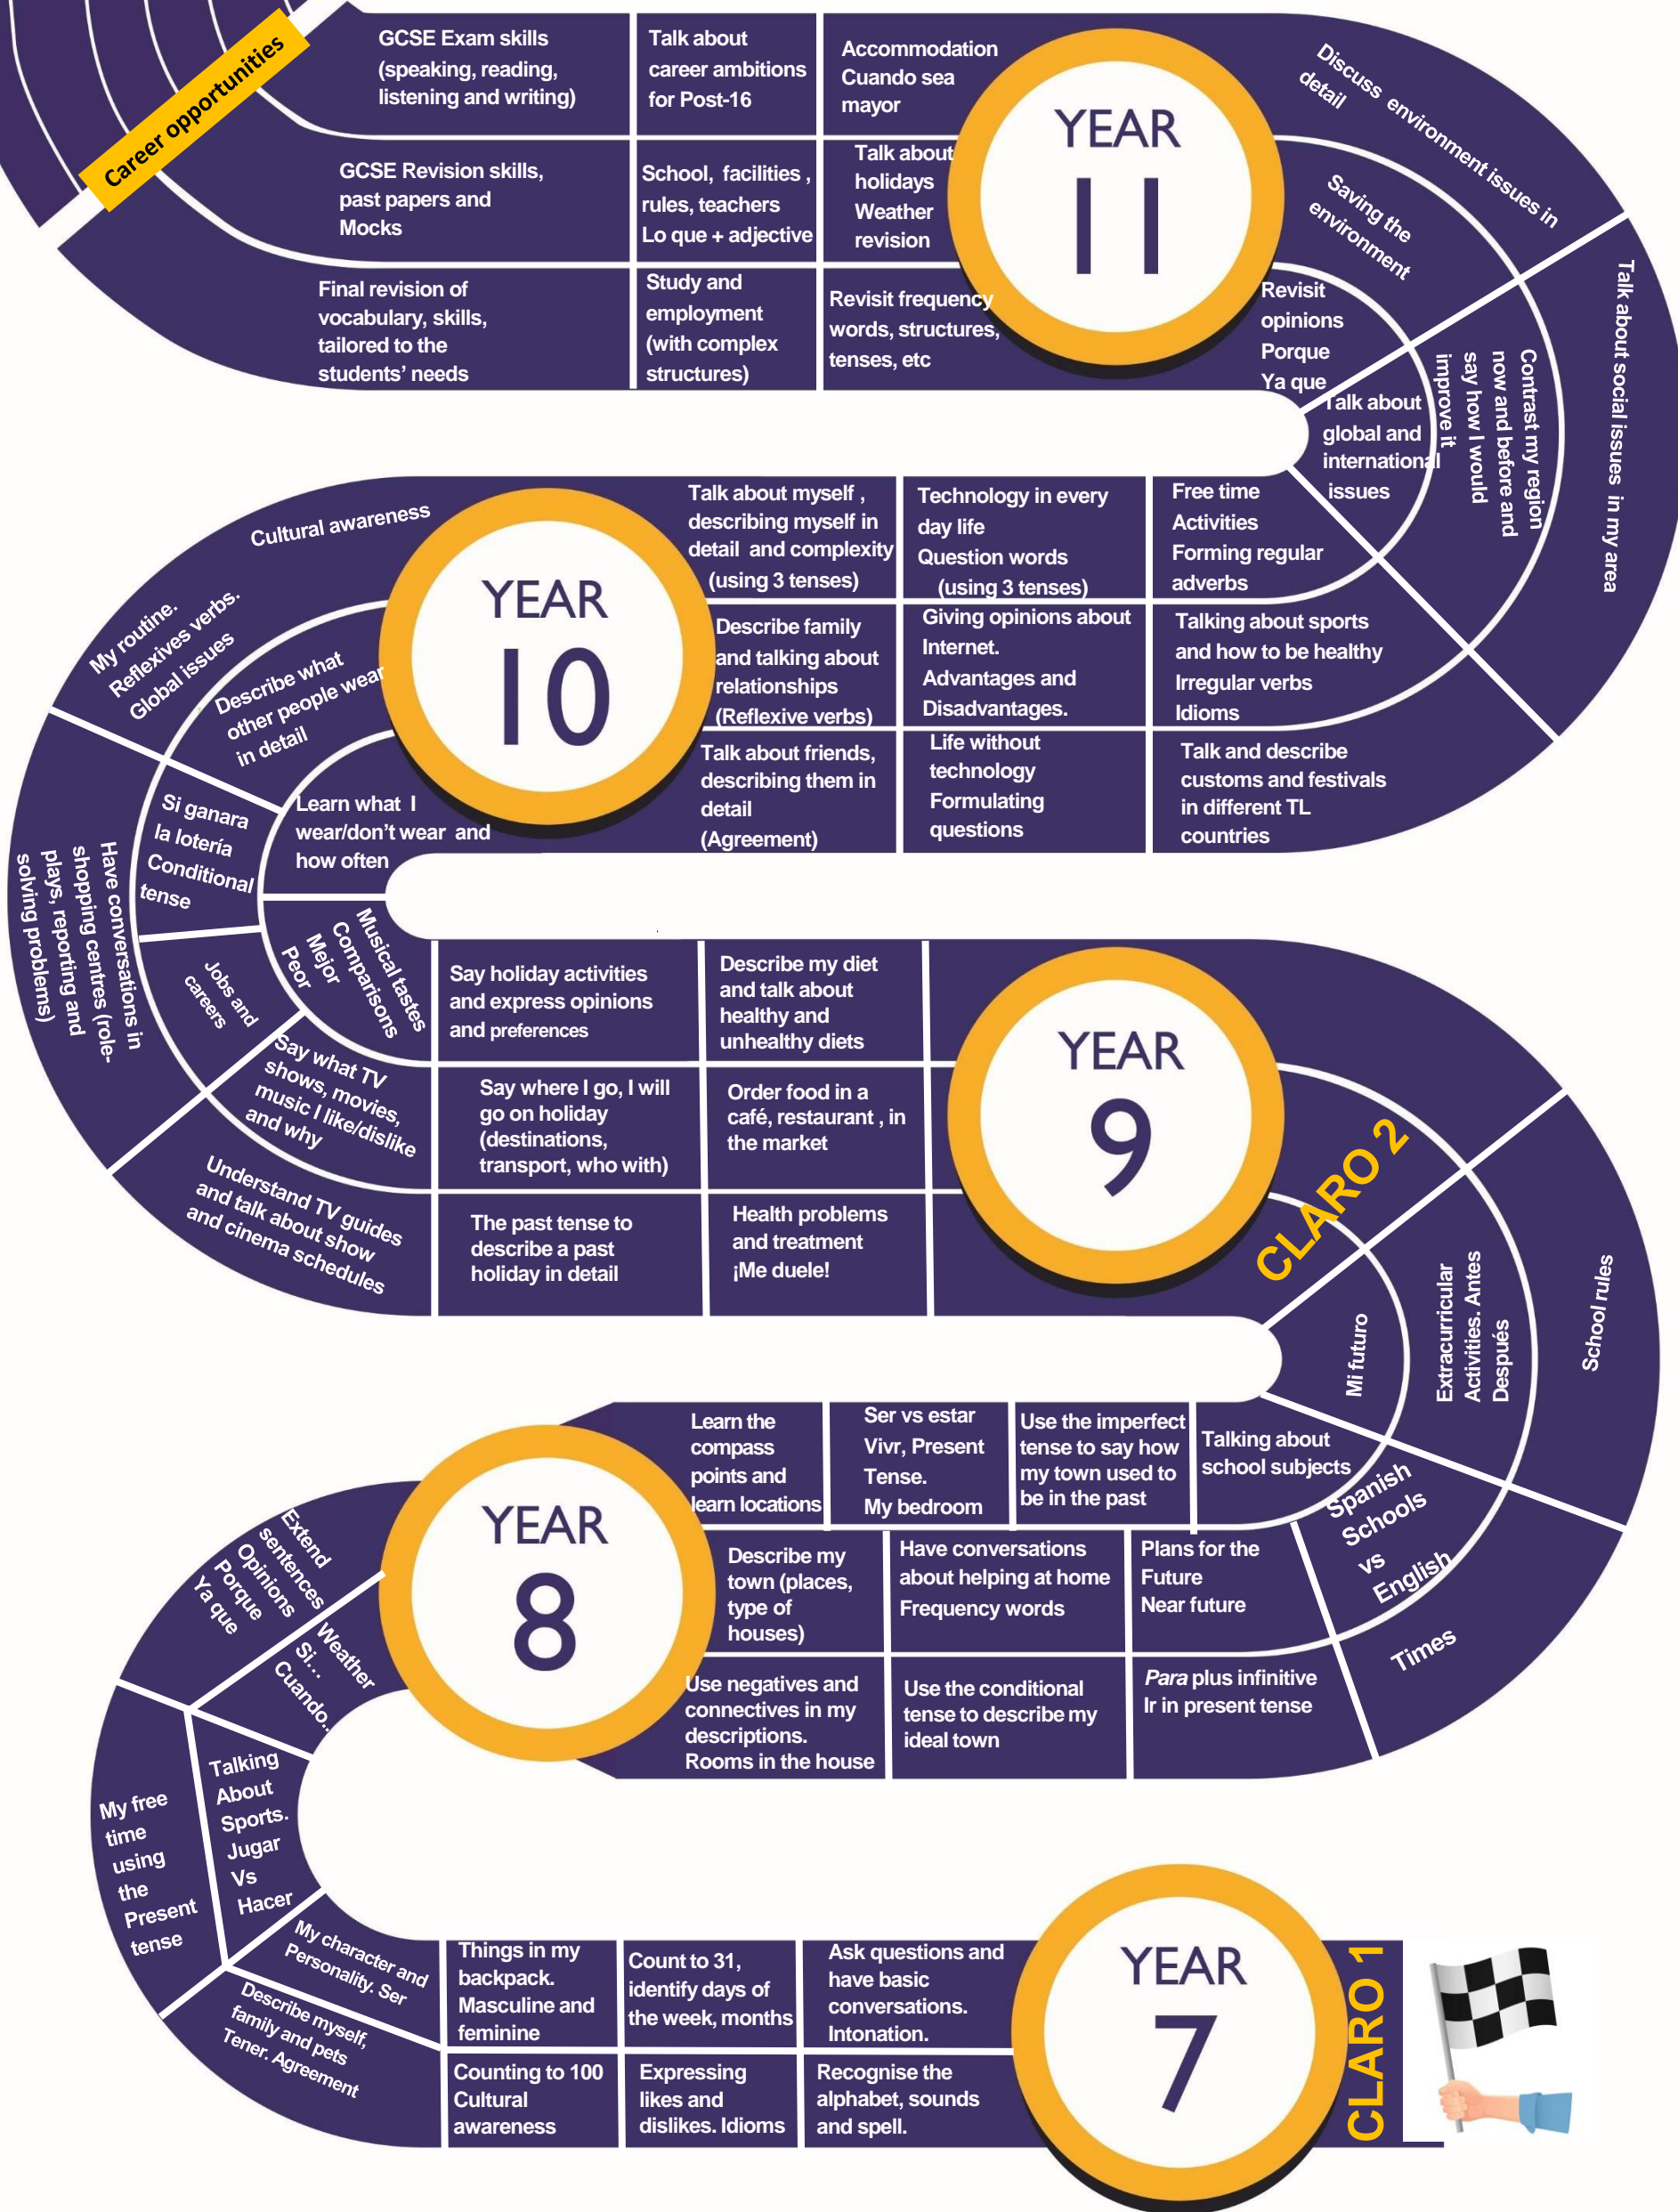 Career opportunities
GCSE Exam skills
(speaking, reading,
listening and writing)
Talk about
career ambitions
for Post-16
Accommodation
Cuando sea
mayor
YEAR
11
Discuss environment issues in
detail
GCSE Revision skills,
past papers and
Mocks
School, facilities ,
rules, teachers
Lo que + adjective
Talk about
holidays
Weather
revision
Saving the
environment
Final revision of
vocabulary, skills,
tailored to the
students’ needs
Study and
employment
(with complex
structures)
Revisit frequency
words, structures,
tenses, etc
Revisit
opinions
Porque
Ya que
Talk about
global and
international
issues
Contrast my region
now and before and
say how I would
improve it
Talk about social issues in my area
Cultural awareness
YEAR
10
Talk about myself ,
describing myself in
detail and complexity
(using 3 tenses)
Technology in every
day life
Question words
(using 3 tenses)
Free time
Activities
Forming regular
adverbs
My routine.
Reflexives verbs.
Global issues
Describe what
other people wear
in detail
Describe family
and talking about
relationships
(Reflexive verbs)
Giving opinions about
Internet.
Advantages and
Disadvantages.
Talking about sports
and how to be healthy
Irregular verbs
Idioms
Learn what I
wear/don’t wear and
how often
Talk about friends,
describing them in
detail
(Agreement)
Life without
technology
Formulating
questions
Talk and describe
customs and festivals
in different TL
countries
Si ganara
la lotería
Conditional
tense
Have conversations in
shopping centres (role-
plays, reporting and
solving problems)
Jobs and
careers
Musical tastes
Comparisons
Mejor
Peor
Say what TV
shows, movies,
music I like/dislike
and why
Understand TV guides
and talk about show
and cinema schedules
Say holiday activities
and express opinions
and preferences
Describe my diet
and talk about
healthy and
unhealthy diets
YEAR
9
Say where I go, I will
go on holiday
(destinations,
transport, who with)
Order food in a
café, restaurant , in
the market
CLARO 2
The past tense to
describe a past
holiday in detail
Health problems
and treatment
¡Me duele!
Mi futuro
Extracurricular
Activities. Antes
Después
School rules
YEAR
8
Learn the
compass
points and
learn locations
Ser vs estar
Vivr, Present
Tense.
My bedroom
Use the imperfect
tense to say how
my town used to
be in the past
Talking about
school subjects
Spanish
Schools
vs
English
Times
Describe my
town (places,
type of
houses)
Have conversations
about helping at home
Frequency words
Plans for the
Future
Near future
Use negatives and
connectives in my
descriptions.
Rooms in the house
Use the conditional
tense to describe my
ideal town
Para plus infinitive
Ir in present tense
Extend
sentences
Opinions
Porque
Ya que
Weather
Si...
Cuando..
Talking
About
Sports.
Jugar
Vs
Hacer
My free
time
using
the
Present
tense
My character and
Personality. Ser
Describe myself,
family and pets
Tener. Agreement
Things in my
backpack.
Masculine and
feminine
Count to 31,
identify days of
the week, months
Ask questions and
have basic
conversations.
Intonation.
YEAR
7
CLARO 1
Counting to 100
Cultural
awareness
Expressing
likes and
dislikes. Idioms
Recognise the
alphabet, sounds
and spell.